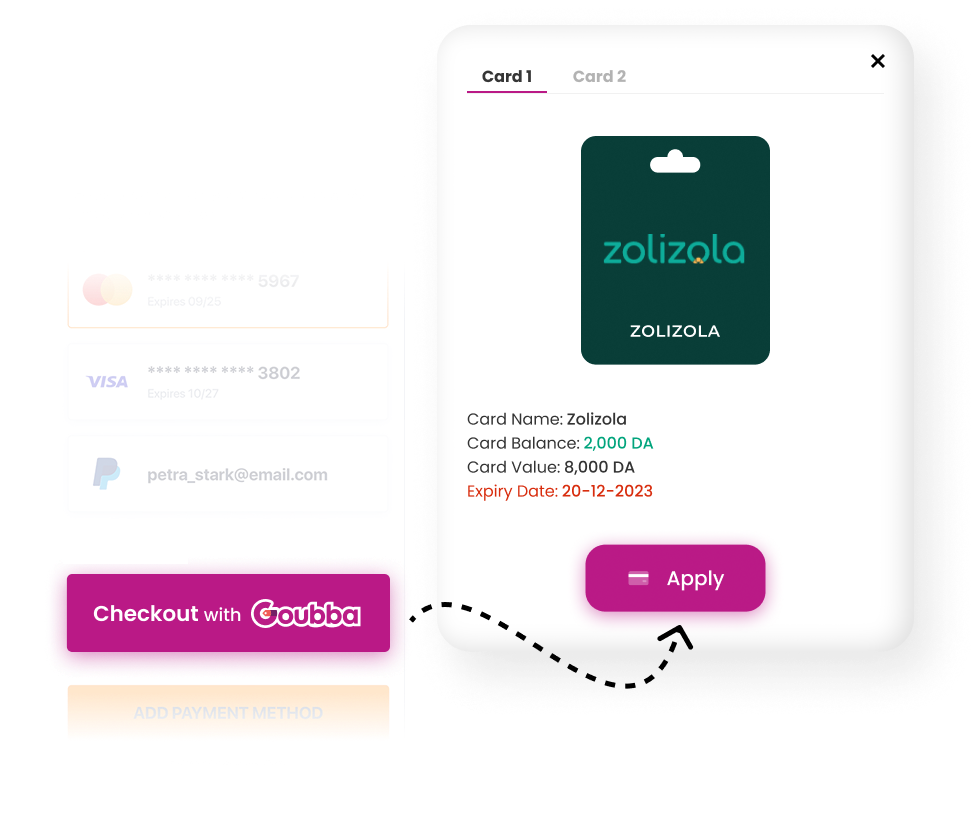 **** **** **** 5967
Expires 09/25
VISA
**** **** **** 3802
Expires 10/27
petra_stark@email.com
Checkout with Goubba
ADD PAYMENT METHOD
Card 1
Card 2
×
zolizola
ZOLIZOLA
Card Name: Zolizola
Card Balance: 2,000 DA
Card Value: 8,000 DA
Expiry Date: 20-12-2023
Apply